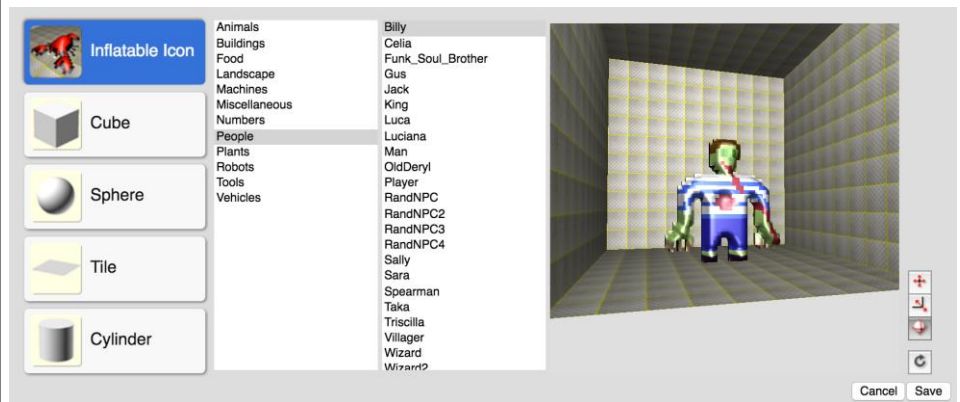 Inflatable Icon
Cube
Sphere
Tile
Cylinder
Animals
Buildings
Food
Landscape
Machines
Miscellaneous
Numbers
People
Plants
Robots
Tools
Vehicles
Billy
Celia
Funk_Soul_Brother
Gus
Jack
King
Luca
Luciana
Man
OldDeryl
Player
RandNPC
RandNPC2
RandNPC3
RandNPC4
Sally
Sara
Spearman
Taka
Triscilla
Villager
Wizard
Wizard2
Cancel
Save